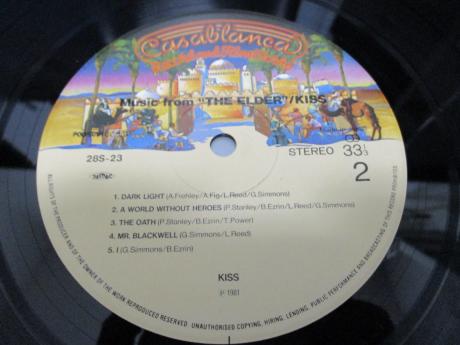 Casablanca
Record and FilmWorks
Music from "THE ELDER"/KISS
28S-23
STEREO 33⅓
2
1. DARK LIGHT (A.Frehley/A.Fig/L.Reed/G.Simmons)
2. A WORLD WITHOUT HEROES (P.Stanley/B.Ezrin/L.Reed/G.Simmons)
3. THE OATH (P.Stanley/B.Ezrin/T.Power)
4. MR. BLACKWELL (G.Simmons/L.Reed)
5. I (G.Simmons/B.Ezrin)
KISS
℗ 1981
ALL RIGHTS OF THE PRODUCER AND OF THE OWNER OF THE WORK REPRODUCED RESERVED. UNAUTHORISED COPYING, HIRING, LENDING, PUBLIC PERFORMANCE AND BROADCASTING OF THIS RECORD PROHIBITED.